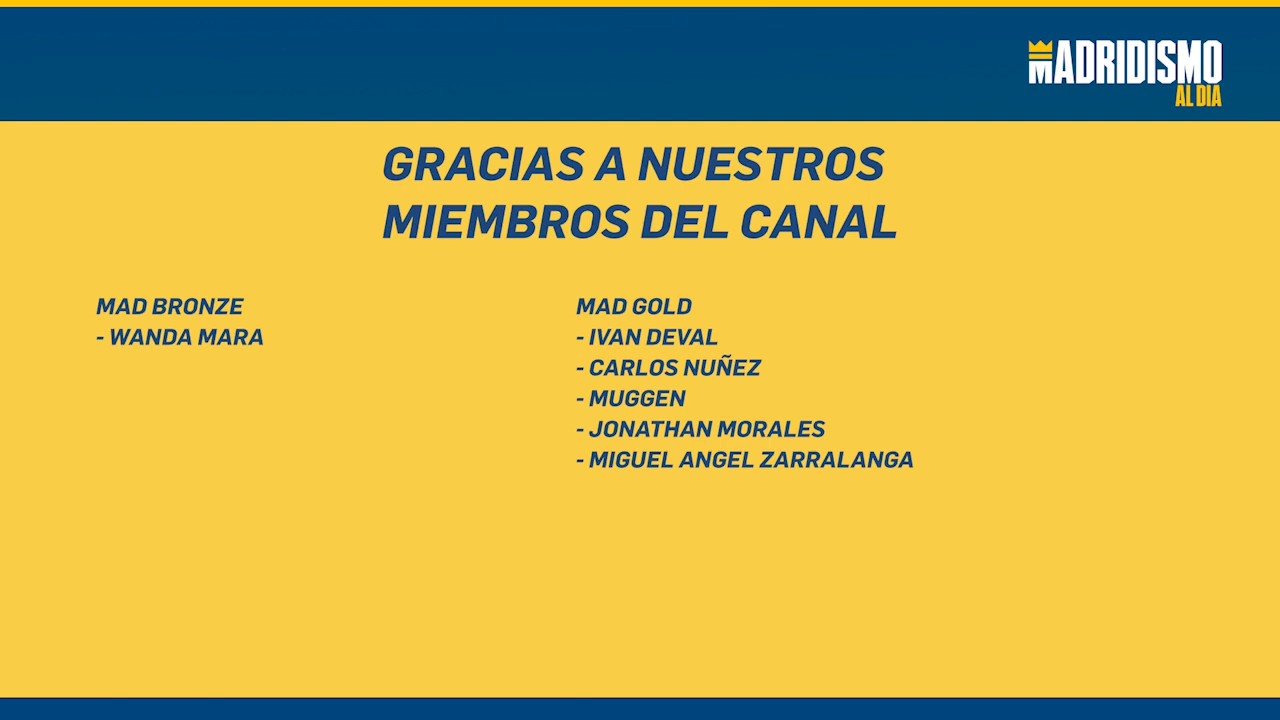 MADRIDISMO
AL DIA
GRACIAS A NUESTROS
MIEMBROS DEL CANAL
MAD BRONZE
- WANDA MARA
MAD GOLD
- IVAN DEVAL
- CARLOS NUÑEZ
- MUGGEN
- JONATHAN MORALES
- MIGUEL ANGEL ZARRALANGA